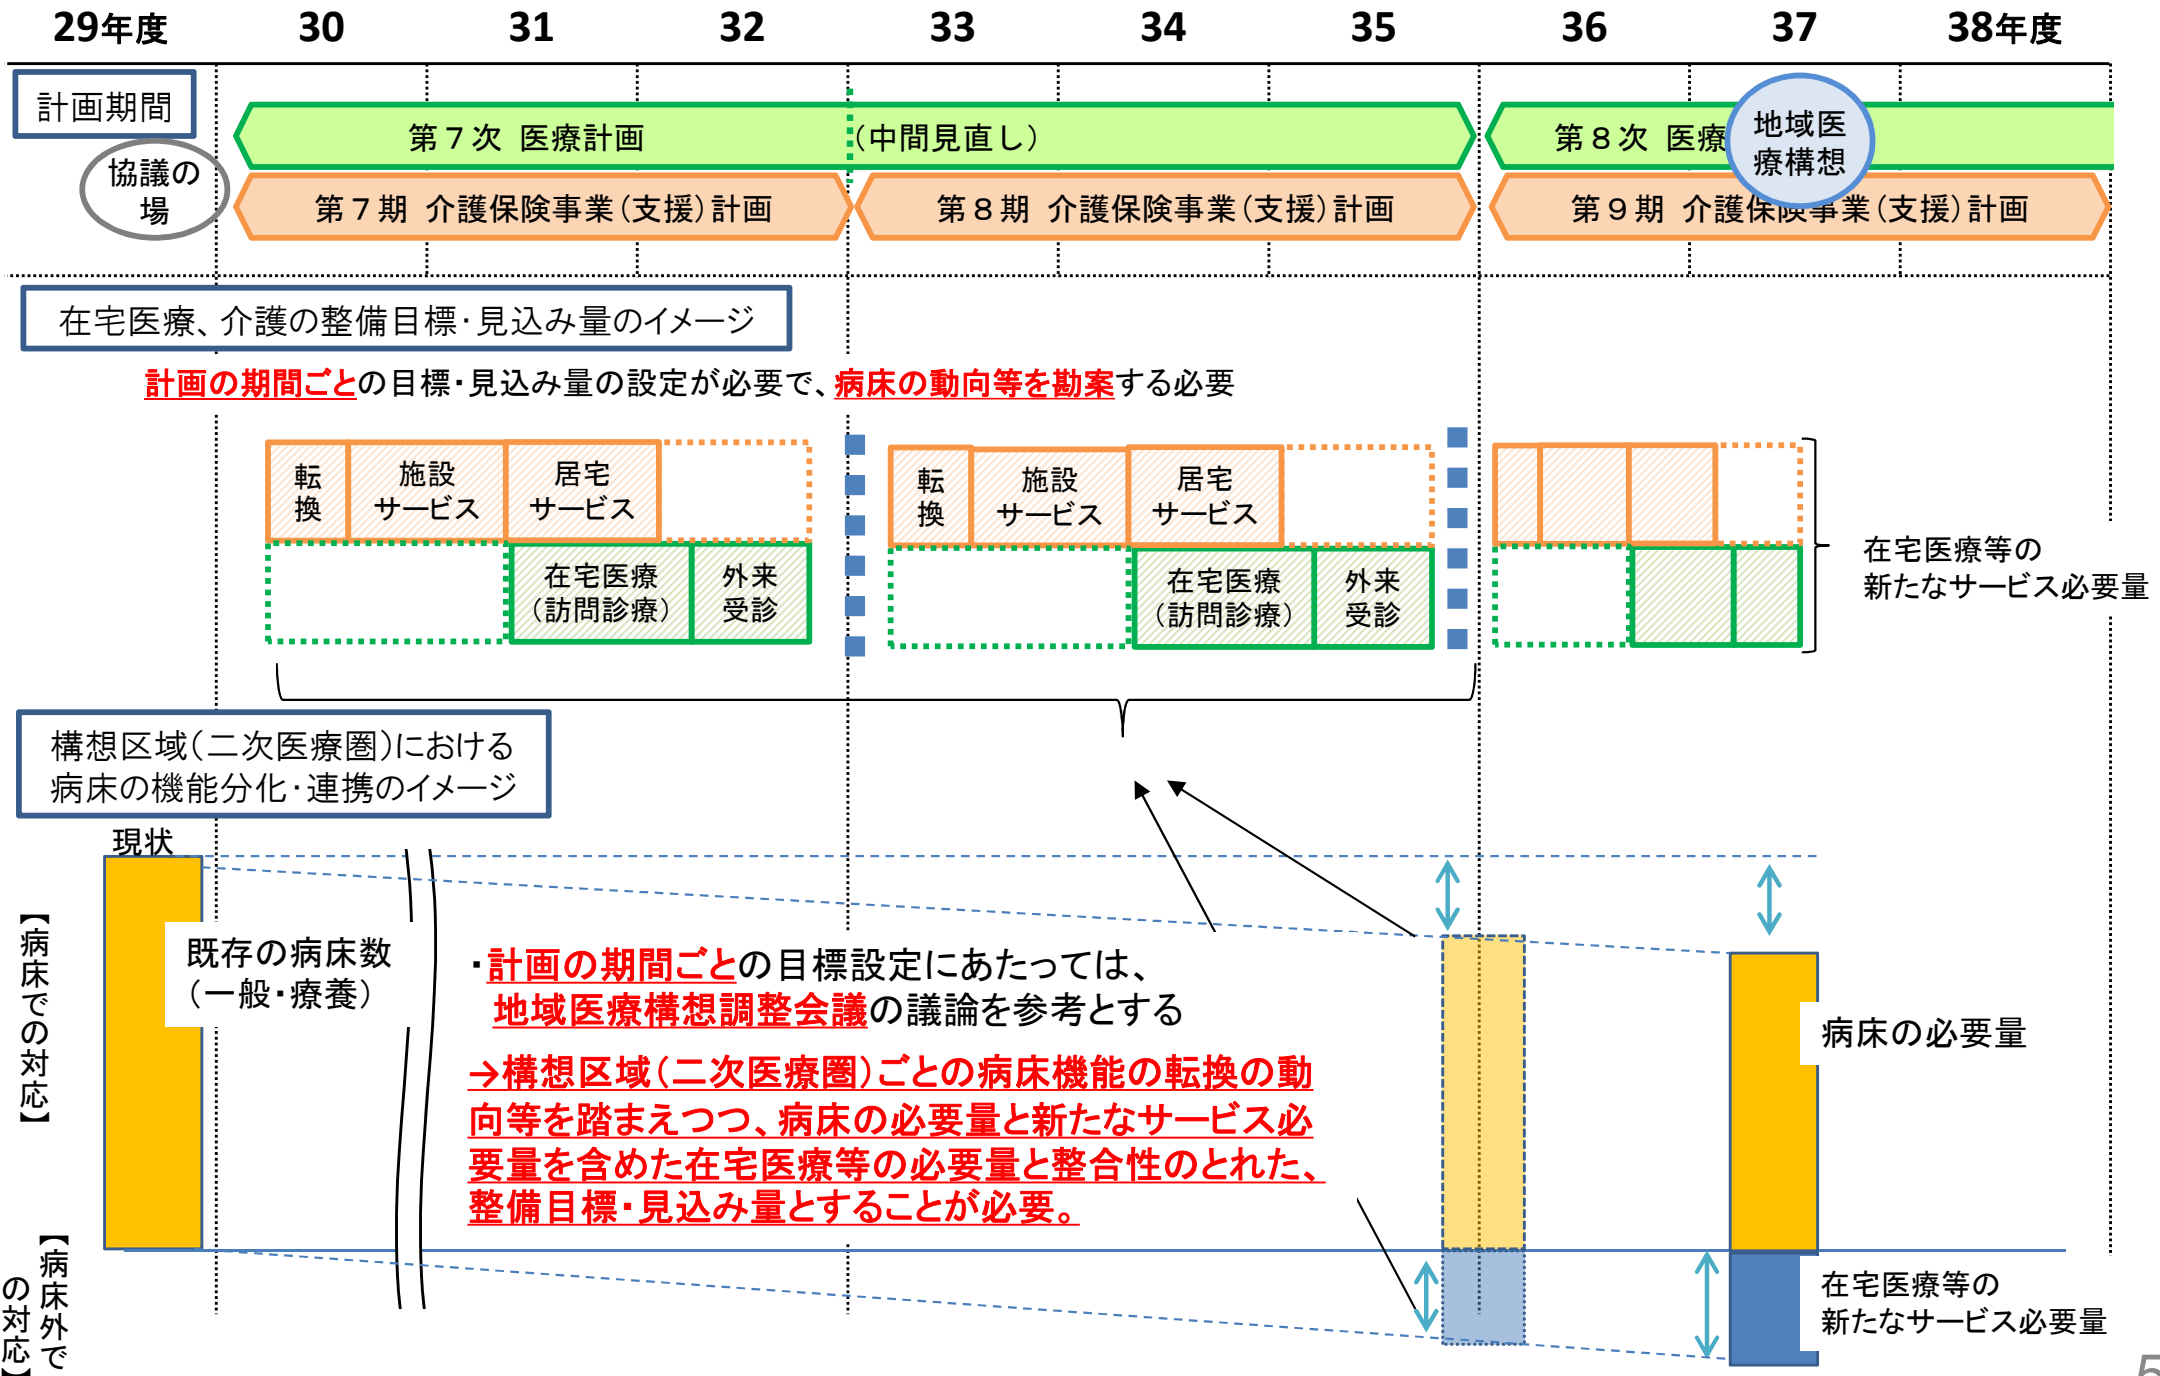 29年度 30 31 32 33 34 35 36 37 38年度
計画期間
協議の
場
第7次 医療計画 (中間見直し)
第8次 医療
地域医
療構想
第7期 介護保険事業(支援)計画
第8期 介護保険事業(支援)計画
第9期 介護保険事業(支援)計画
在宅医療、介護の整備目標・見込み量のイメージ
計画の期間ごとの目標・見込み量の設定が必要で、病床の動向等を勘案する必要
転
換
施設
サービス
居宅
サービス
在宅医療
(訪問診療)
外来
受診
転
換
施設
サービス
居宅
サービス
在宅医療
(訪問診療)
外来
受診
在宅医療等の
新たなサービス必要量
構想区域(二次医療圏)における
病床の機能分化・連携のイメージ
現状
【病床での対応】
既存の病床数
(一般・療養)
・計画の期間ごとの目標設定にあたっては、
地域医療構想調整会議の議論を参考とする
→構想区域(二次医療圏)ごとの病床機能の転換の動
向等を踏まえつつ、病床の必要量と新たなサービス必
要量を含めた在宅医療等の必要量と整合性のとれた、
整備目標・見込み量とすることが必要。
病床の必要量
【病床外で
の対応】
在宅医療等の
新たなサービス必要量
5